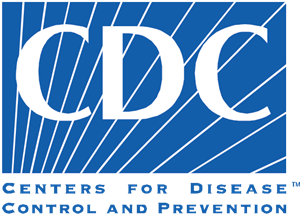 CDC
CENTERS FOR DISEASE™
CONTROL AND PREVENTION